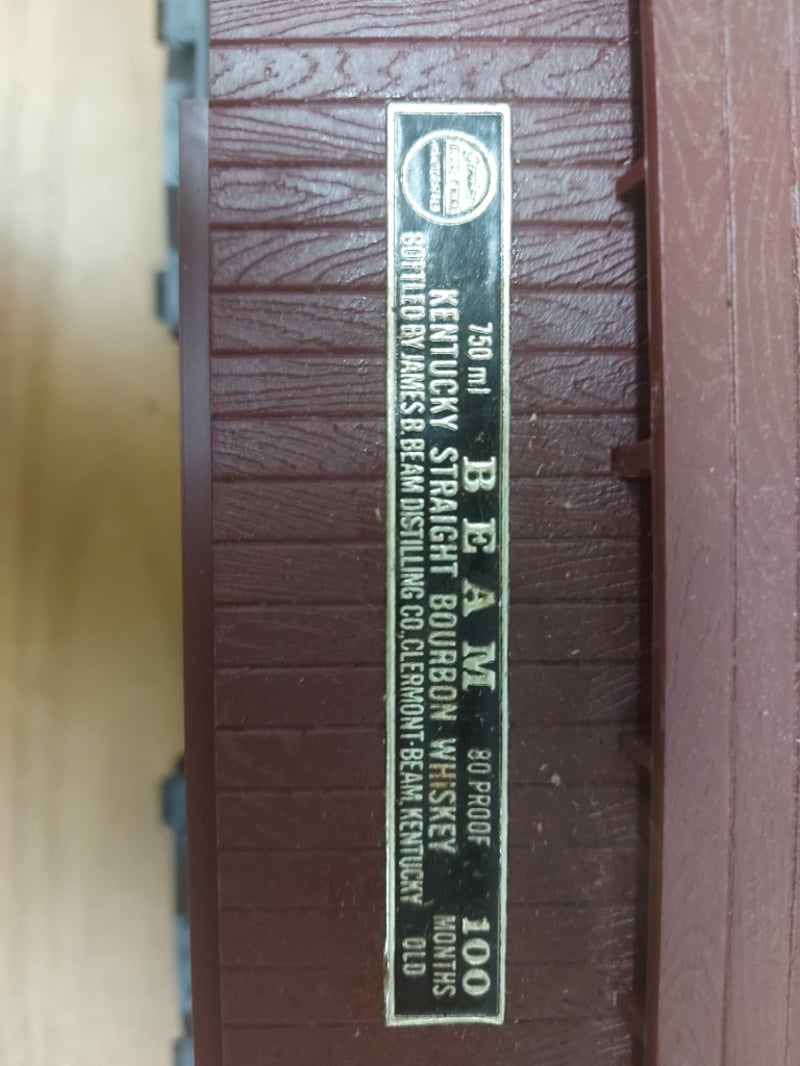 750 ml BEAM 80 PROOF 100
KENTUCKY STRAIGHT BOURBON WHISKEY MONTHS
BOTTLED BY JAMES B. BEAM DISTILLING CO., CLERMONT-BEAM, KENTUCKY OLD